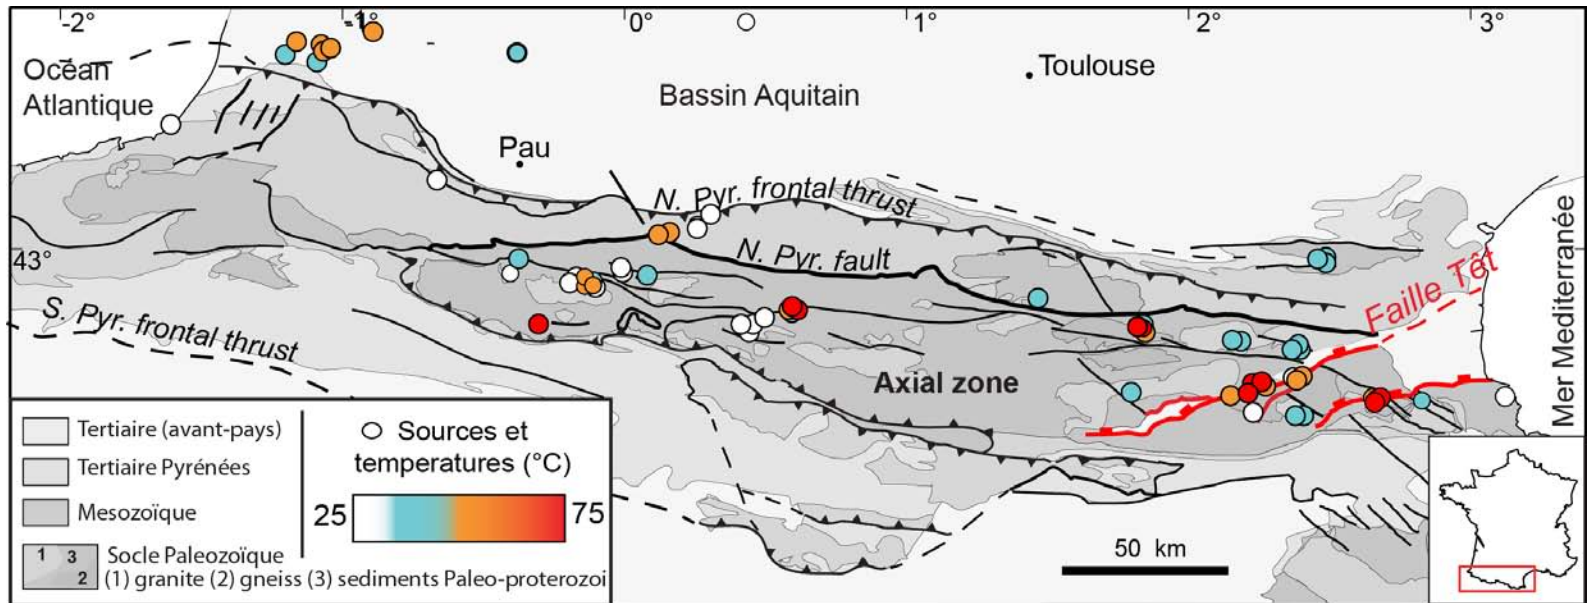 -2°
-1°
0°
1°
2°
3°
Océan
Atlantique
Toulouse
Bassin Aquitain
Pau
N. Pyr. frontal thrust
43°
N. Pyr. fault
Faille Têt
Mer Mediterranée
S. Pyr. frontal thrust
Axial zone
Tertiaire (avant-pays)
Tertiaire Pyrénées
Mesozoïque
1 3
2
Socle Paleozoïque
(1) granite (2) gneiss (3) sediments Paleo-proterozoi
Sources et
temperatures (°C)
25
75
50 km